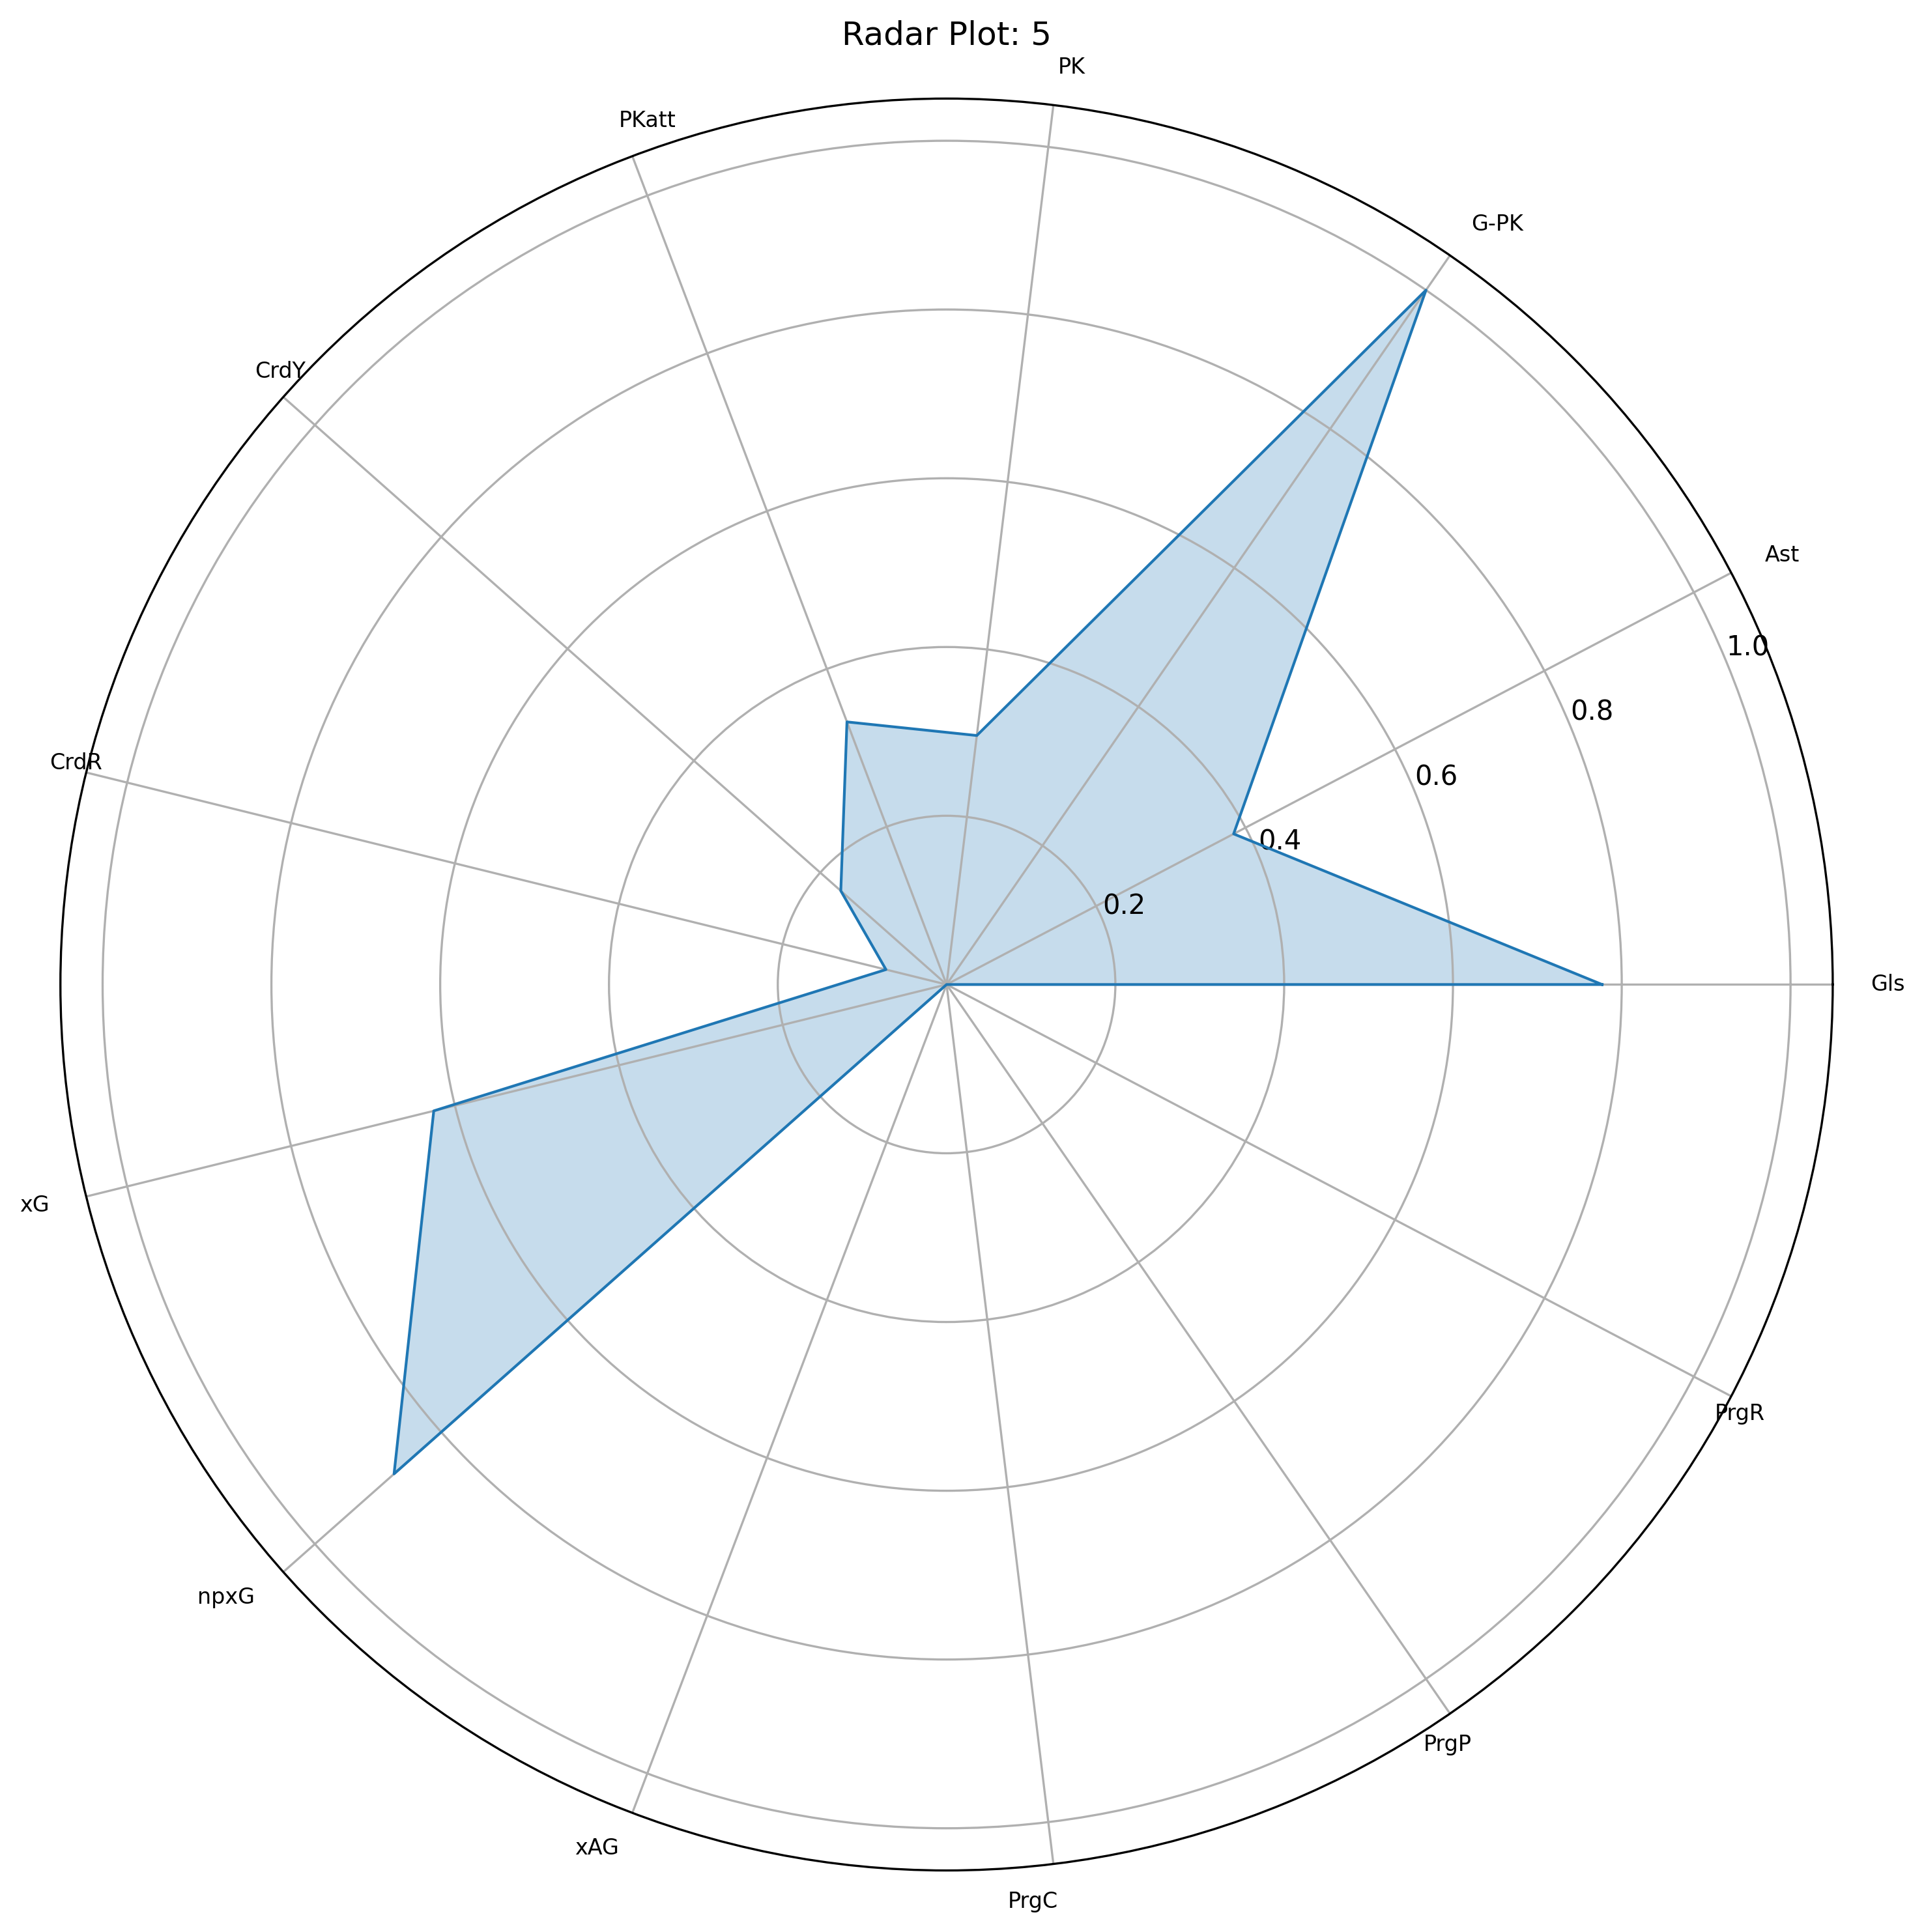 Radar Plot: 5
PK
PKatt
G-PK
CrdY
Ast
1.0
0.8
CrdR
0.6
0.4
0.2
Gls
xG
PrgR
npxG
PrgP
xAG
PrgC